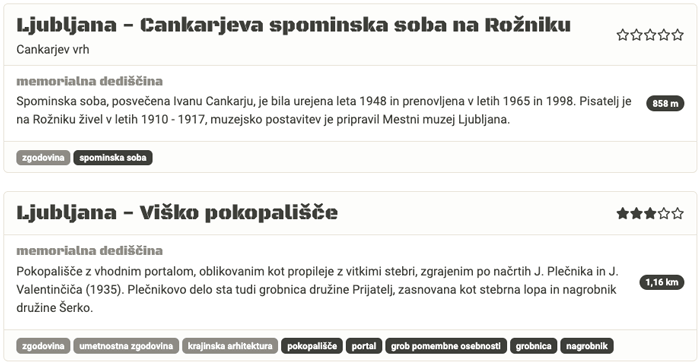 Ljubljana - Cankarjeva spominska soba na Rožniku
Cankarjev vrh
memorialna dediščina
Spominska soba, posvečena Ivanu Cankarju, je bila urejena leta 1948 in prenovljena v letih 1965 in 1998. Pisatelj je
na Rožniku živel v letih 1910 - 1917, muzejsko postavitev je pripravil Mestni muzej Ljubljana.
858 m
zgodovina spominska soba
Ljubljana - Viško pokopališče
memorialna dediščina
Pokopališče z vhodnim portalom, oblikovanim kot propileje z vitkimi stebri, zgrajenim po načrtih J. Plečnika in J.
Valentinčiča (1935). Plečnikovo delo sta tudi grobnica družine Prijatelj, zasnovana kot stebrna lopa in nagrobnik
družine Šerko.
1,16 km
zgodovina umetnostna zgodovina krajinska arhitektura pokopališče portal grob pomembne osebnosti grobnica nagrobnik